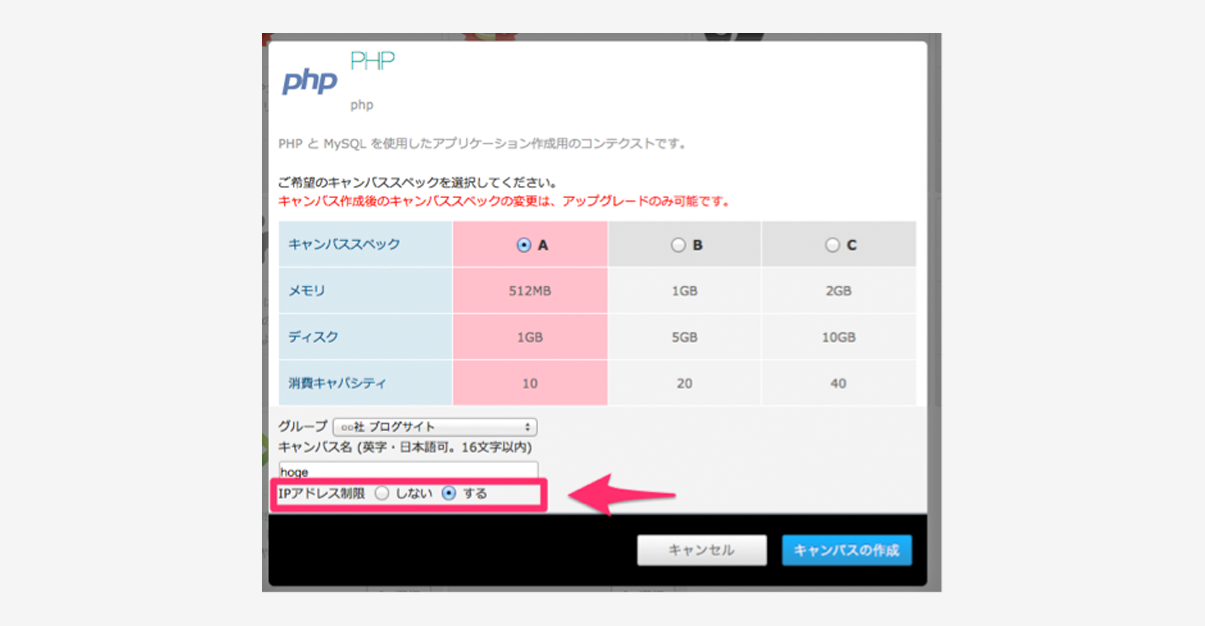 PHP
php
php
PHP と MySQL を使用したアプリケーション作成用のコンテクストです。
ご希望のキャンバススペックを選択してください。
キャンバス作成後のキャンバススペックの変更は、アップグレードのみ可能です。
キャンバススペック A B C
メモリ 512MB 1GB 2GB
ディスク 1GB 5GB 10GB
消費キャパシティ 10 20 40
グループ ○○社 ブログサイト
キャンバス名 (英字・日本語可。16文字以内)
hoge
IPアドレス制限 しない する
キャンセル キャンバスの作成